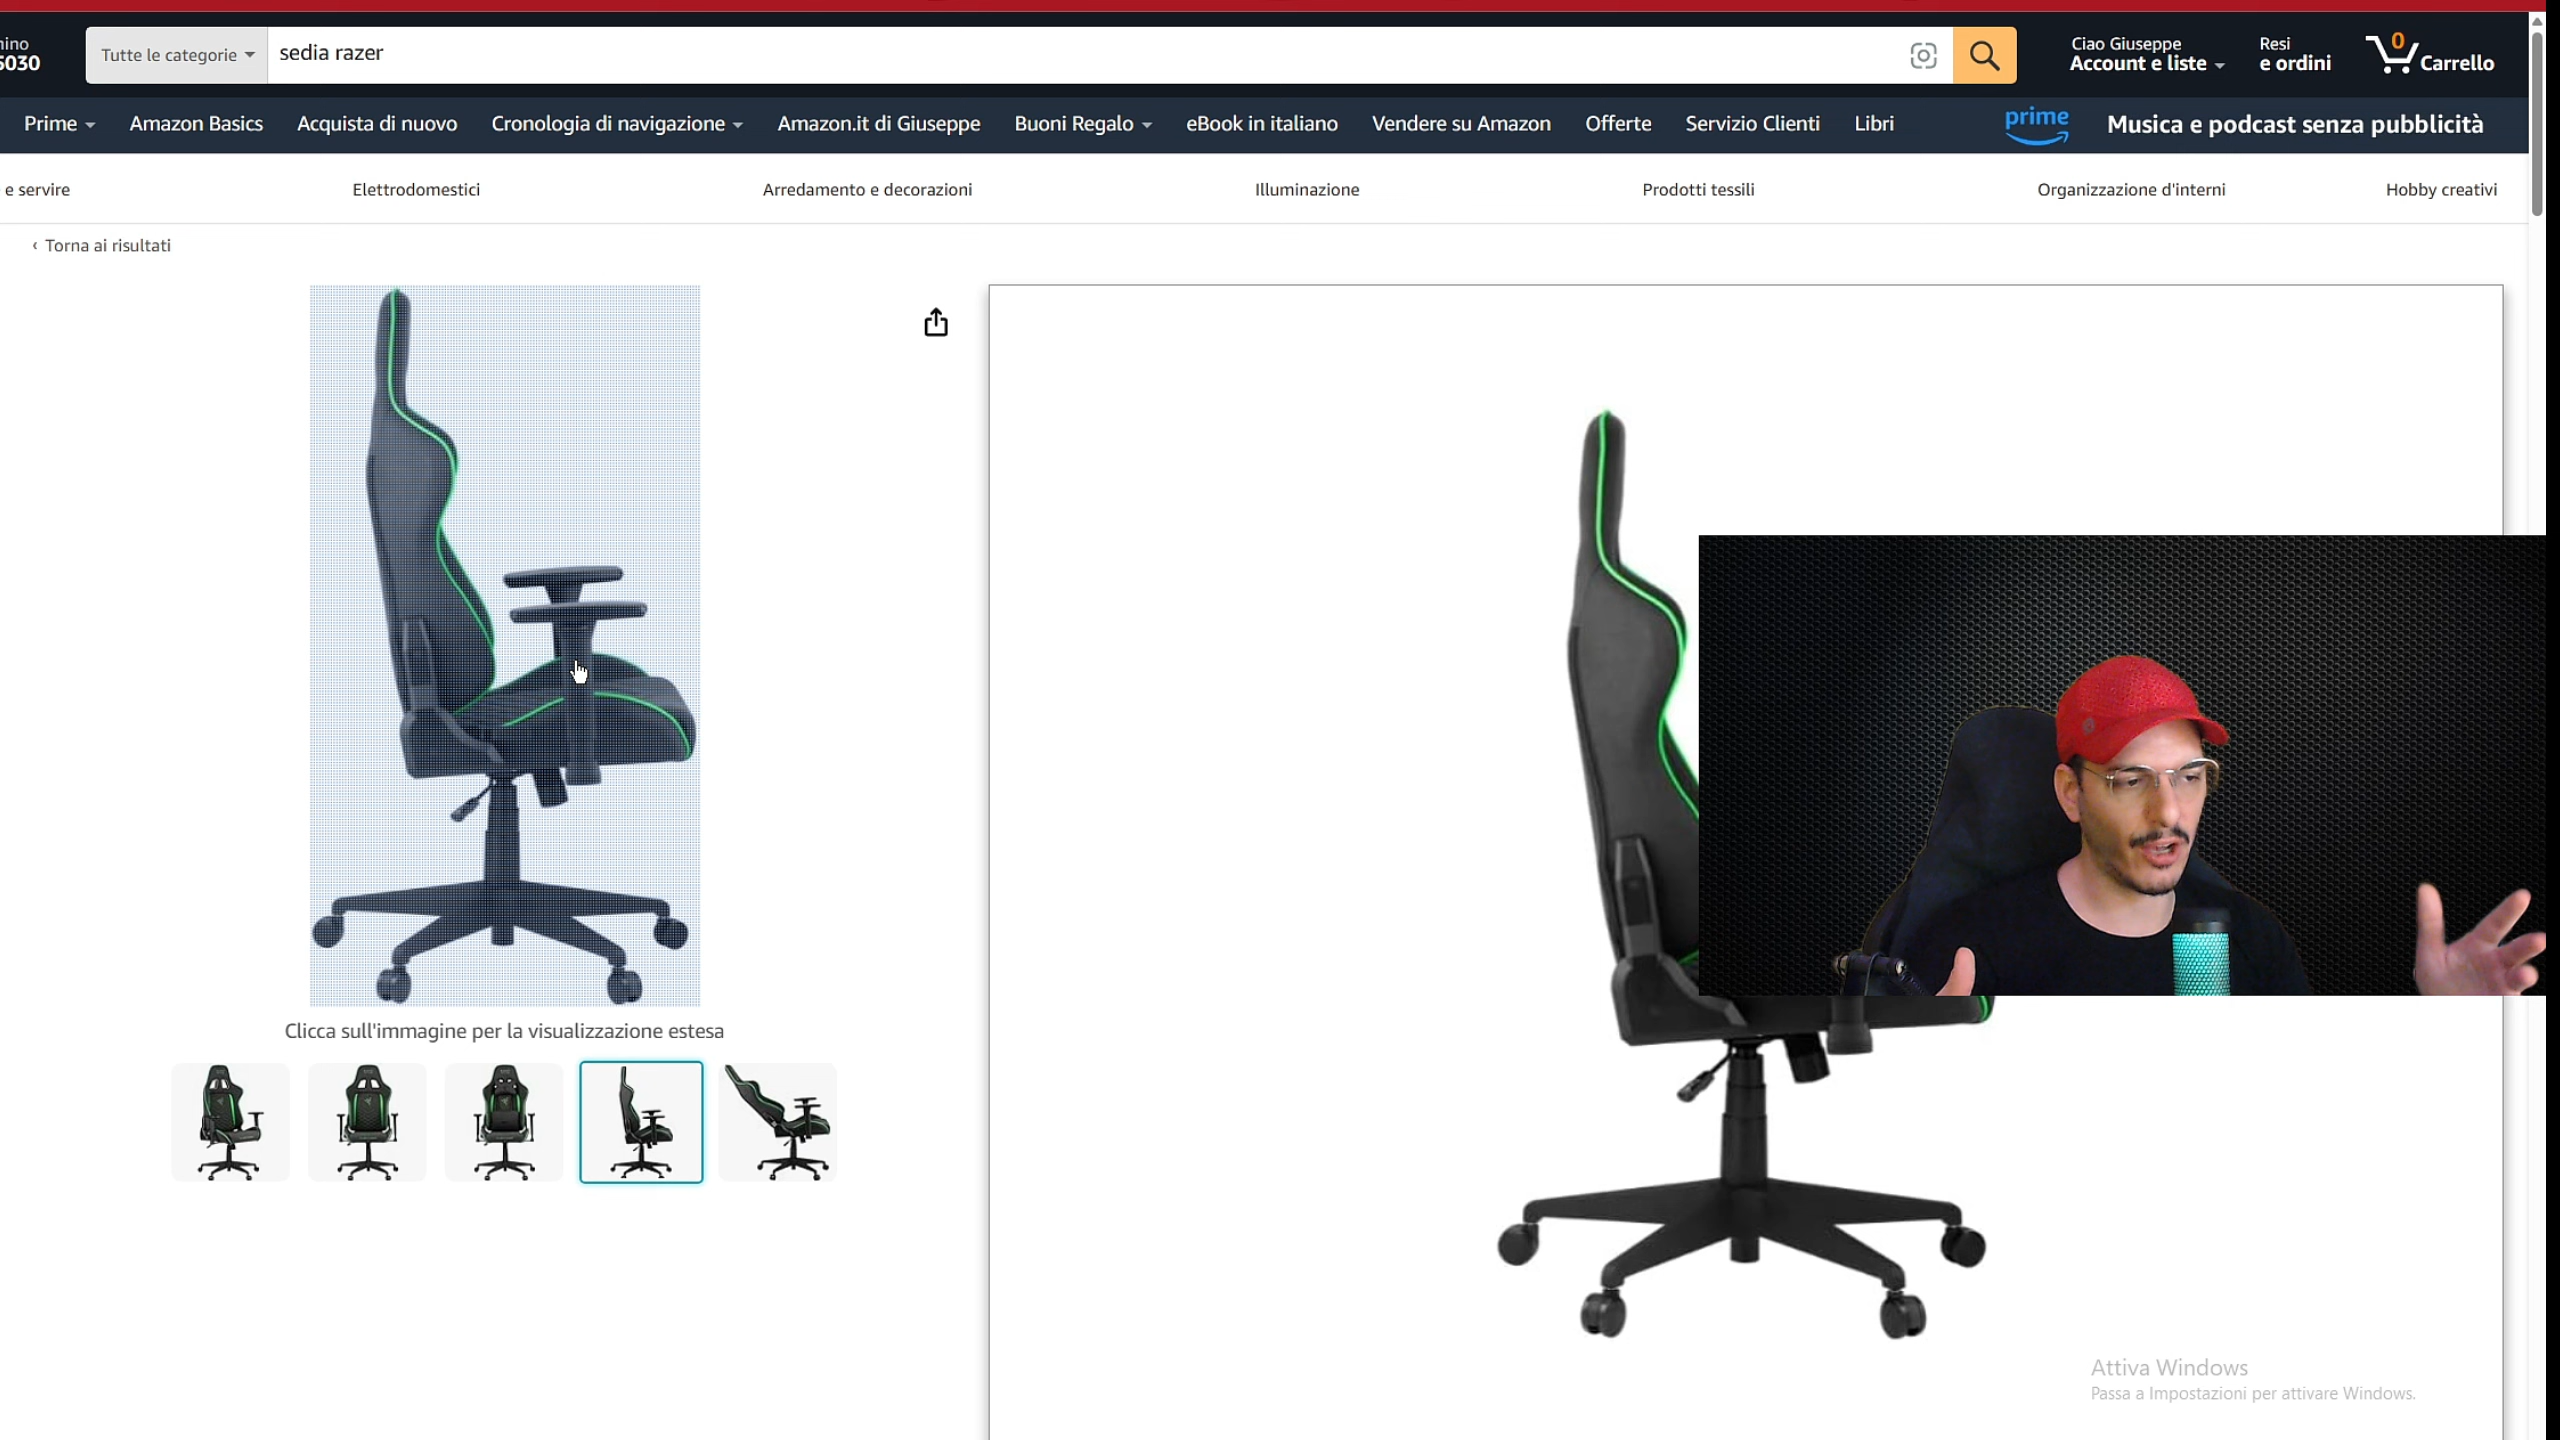 Tutte le categorie
sedia razer
Ciao Giuseppe
Account e liste
Resi
e ordini
0
Carrello
5030
Prime
Amazon Basics
Acquista di nuovo
Cronologia di navigazione
Amazon.it di Giuseppe
Buoni Regalo
eBook in italiano
Vendere su Amazon
Offerte
Servizio Clienti
Libri
prime
Musica e podcast senza pubblicità
e servire
Elettrodomestici
Arredamento e decorazioni
Illuminazione
Prodotti tessili
Organizzazione d'interni
Hobby creativi
‹ Torna ai risultati
Clicca sull'immagine per la visualizzazione estesa
Attiva Windows
Passa a Impostazioni per attivare Windows.